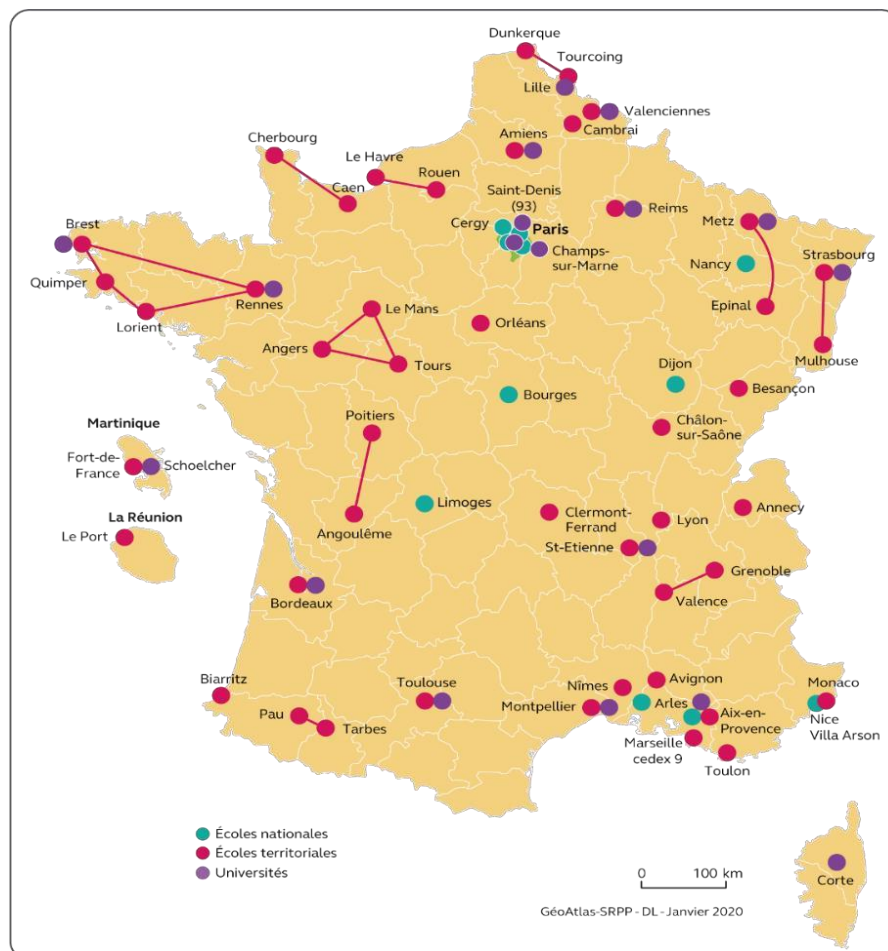 Dunkerque
Tourcoing
Lille
Valenciennes
Cambrai
Amiens
Cherbourg
Le Havre
Rouen
Caen
Saint-Denis
(93)
Cergy
Paris
Champs-
sur-Marne
Reims
Metz
Nancy
Strasbourg
Epinal
Mulhouse
Brest
Quimper
Lorient
Rennes
Le Mans
Angers
Tours
Orléans
Bourges
Dijon
Besançon
Châlon-
sur-Saône
Poitiers
Angoulême
Limoges
Martinique
Fort-de-
France
Schoelcher
La Réunion
Le Port
Clermont-
Ferrand
Lyon
Annecy
St-Etienne
Grenoble
Valence
Bordeaux
Biarritz
Pau
Tarbes
Toulouse
Montpellier
Nîmes
Avignon
Arles
Aix-en-
Provence
Marseille
cedex 9
Toulon
Monaco
Nice
Villa Arson
Écoles nationales
Écoles territoriales
Universités
0 100 km
GéoAtlas-SRPP - DL - Janvier 2020
Corte